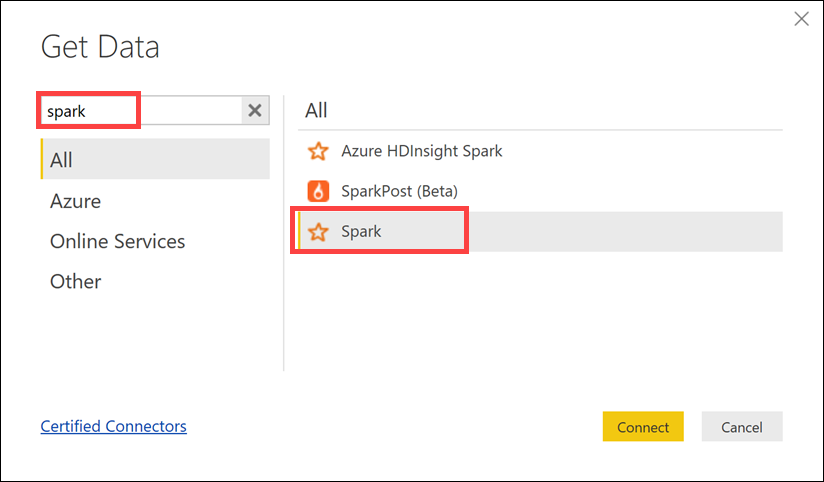 Get Data
spark
All
Azure
Online Services
Other
All
Azure HDInsight Spark
SparkPost (Beta)
Spark
Certified Connectors
Connect
Cancel